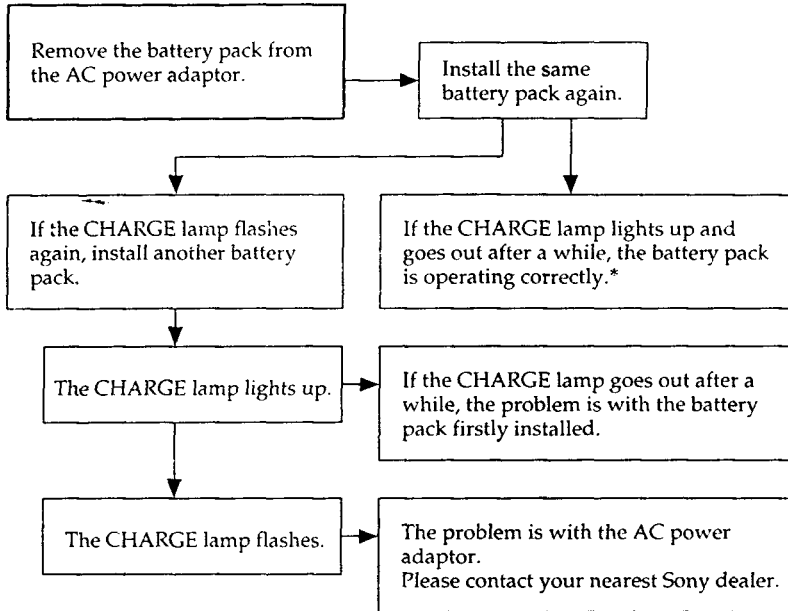 Remove the battery pack from
the AC power adaptor.
Install the same
battery pack again.
If the CHARGE lamp flashes
again, install another battery
pack.
If the CHARGE lamp lights up and
goes out after a while, the battery pack
is operating correctly.*
The CHARGE lamp lights up.
If the CHARGE lamp goes out after a
while, the problem is with the battery
pack firstly installed.
The CHARGE lamp flashes.
The problem is with the AC power
adaptor.
Please contact your nearest Sony dealer.